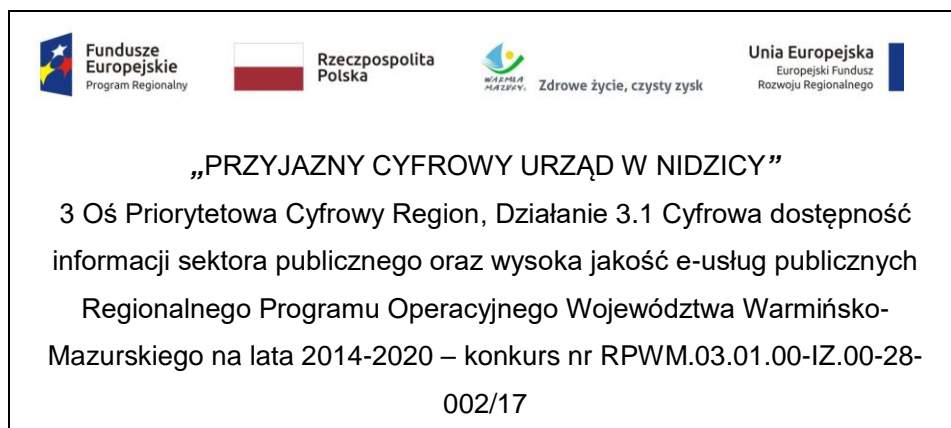 Fundusze
Europejskie
Program Regionalny
Rzeczpospolita
Polska
WARMIA
MAZURY.
Zdrowe życie, czysty zysk
Unia Europejska
Europejski Fundusz
Rozwoju Regionalnego
„PRZYJAZNY CYFROWY URZĄD W NIDZICY”
3 Oś Priorytetowa Cyfrowy Region, Działanie 3.1 Cyfrowa dostępność
informacji sektora publicznego oraz wysoka jakość e-usług publicznych
Regionalnego Programu Operacyjnego Województwa Warmińsko-
Mazurskiego na lata 2014-2020 – konkurs nr RPWM.03.01.00-IZ.00-28-
002/17